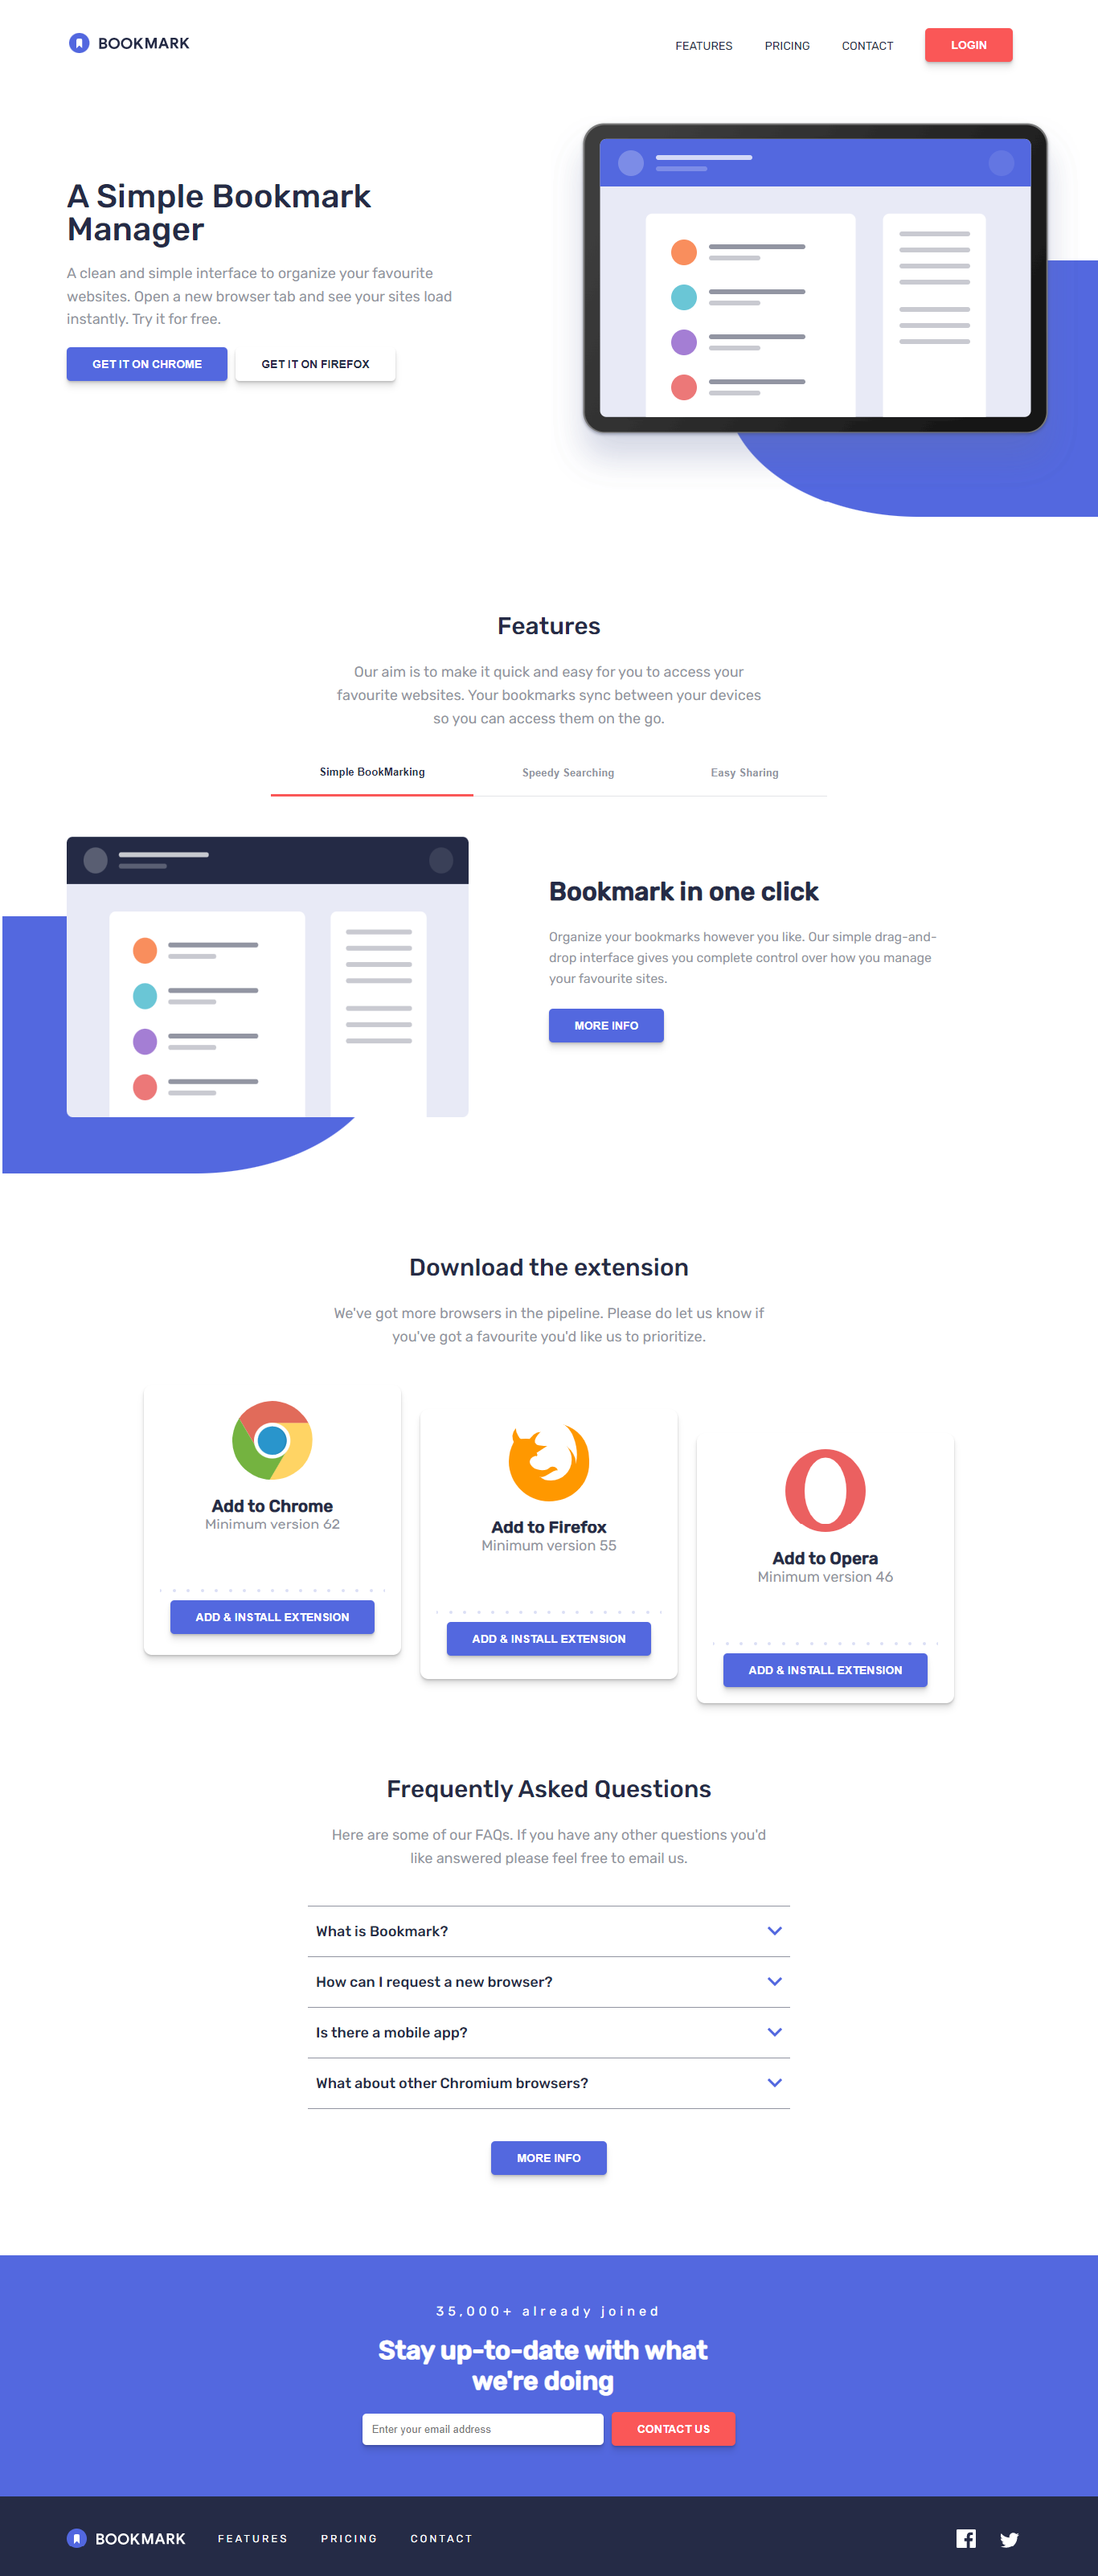 BOOKMARK
FEATURES PRICING CONTACT LOGIN
A Simple Bookmark
Manager
A clean and simple interface to organize your favourite
websites. Open a new browser tab and see your sites load
instantly. Try it for free.
GET IT ON CHROME GET IT ON FIREFOX
Features
Our aim is to make it quick and easy for you to access your
favourite websites. Your bookmarks sync between your devices
so you can access them on the go.
Simple BookMarking Speedy Searching Easy Sharing
Bookmark in one click
Organize your bookmarks however you like. Our simple drag-and-
drop interface gives you complete control over how you manage
your favourite sites.
MORE INFO
Download the extension
We've got more browsers in the pipeline. Please do let us know if
you've got a favourite you'd like us to prioritize.
Add to Chrome
Minimum version 62
ADD & INSTALL EXTENSION
Add to Firefox
Minimum version 55
ADD & INSTALL EXTENSION
Add to Opera
Minimum version 46
ADD & INSTALL EXTENSION
Frequently Asked Questions
Here are some of our FAQs. If you have any other questions you'd
like answered please feel free to email us.
What is Bookmark?
How can I request a new browser?
Is there a mobile app?
What about other Chromium browsers?
MORE INFO
35,000+ already joined
Stay up-to-date with what
we're doing
Enter your email address CONTACT US
BOOKMARK FEATURES PRICING CONTACT